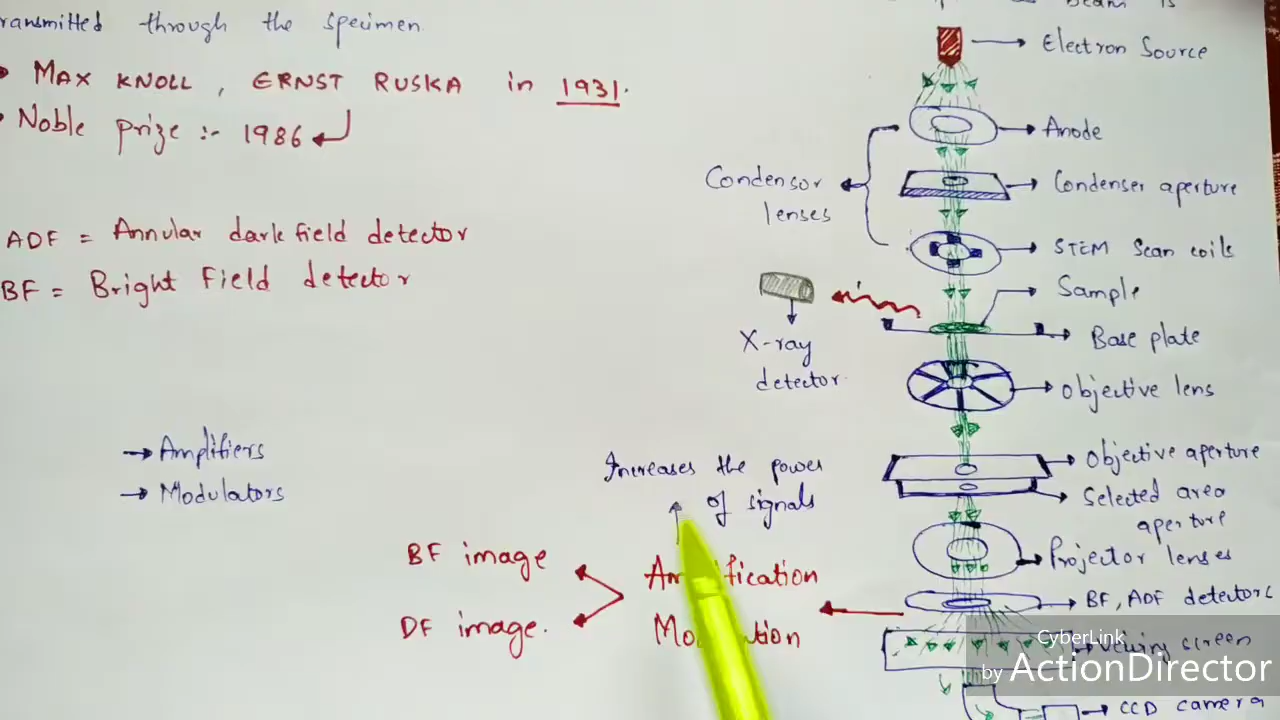 ransmitted through the specimen
beam is
MAX KNOLL, ERNST RUSKA in 1931.
Noble prize :- 1986
ADF = Annular dark field detector
BF = Bright Field detector
→ Amplifiers
→ Modulators
Electron Source
Anode
Condensor
lenses
Condenser aperture
STEM Scan coils
Sample
X-ray
detector
Base plate
Objective lens
Objective aperture
Selected area
aperture
Projector lenses
BF, ADF detectors
screen
CCD camera
Increases the power
of signals
BF image
DF image.
CyberLink
by ActionDirector